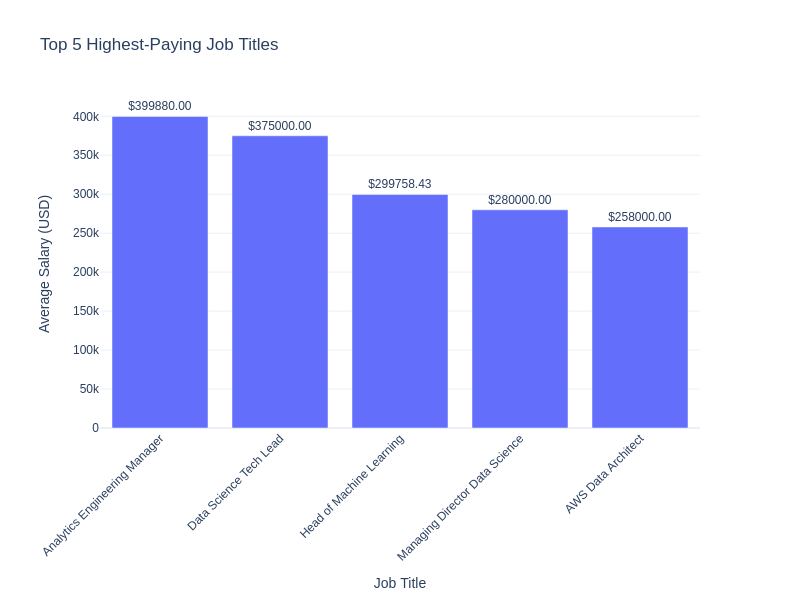 Top 5 Highest-Paying Job Titles
$399880.00
$375000.00
$299758.43
$280000.00
$258000.00
400k
350k
300k
250k
200k
150k
100k
50k
0
Average Salary (USD)
Analytics Engineering Manager
Data Science Tech Lead
Head of Machine Learning
Managing Director Data Science
AWS Data Architect
Job Title